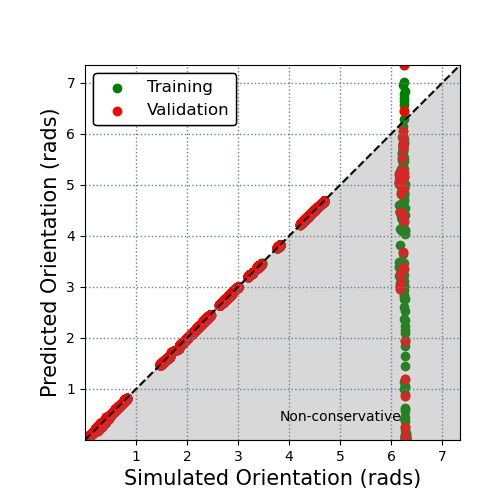 Training
Validation
Predicted Orientation (rads)
7
6
5
4
3
2
1
Non-conservative
1 2 3 4 5 6 7
Simulated Orientation (rads)